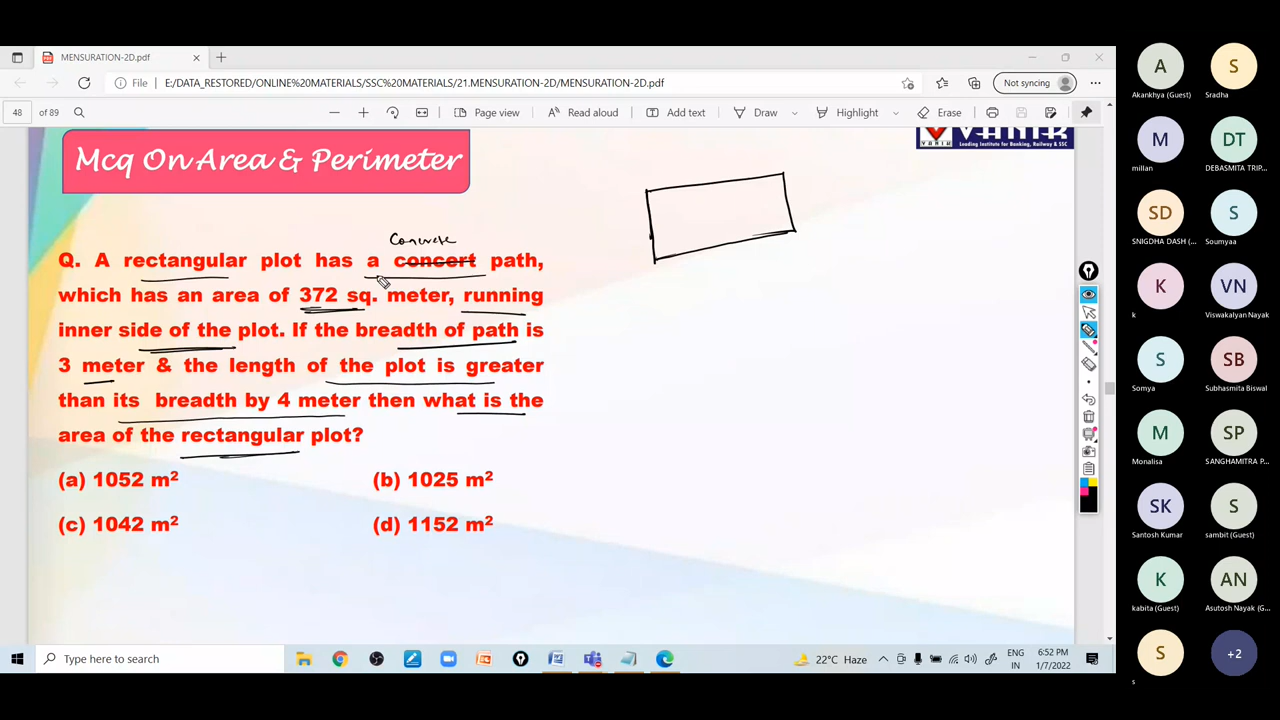 MENSURATION-2D.pdf
File
E:/DATA_RESTORED/ONLINE%20MATERIALS/SSC%20MATERIALS/21.MENSURATION-2D/MENSURATION-2D.pdf
Not syncing
48 of 89
Page view
Read aloud
Add text
Draw
Highlight
Erase
Mcq On Area & Perimeter
Leading Institute for Banking, Railway & SSC
Concrete
Q. A rectangular plot has a concert path,
which has an area of 372 sq. meter, running
inner side of the plot. If the breadth of path is
3 meter & the length of the plot is greater
than its breadth by 4 meter then what is the
area of the rectangular plot?
(a) 1052 m²
(b) 1025 m²
(c) 1042 m²
(d) 1152 m²
Type here to search
22°C Haze
ENG
IN
6:52 PM
1/7/2022
A
Akankhya (Guest)
S
Sradha
M
millan
DT
DEBASMITA TRIP...
SD
SNIGDHA DASH (...
S
Soumyaa
K
k
VN
Viswakalyan Nayak
S
Somya
SB
Subhasmita Biswal
M
Monalisa
SP
SANGHAMITRA P...
SK
Santosh Kumar
S
sambit (Guest)
K
kabita (Guest)
AN
Asutosh Nayak (G...
S
s
+2